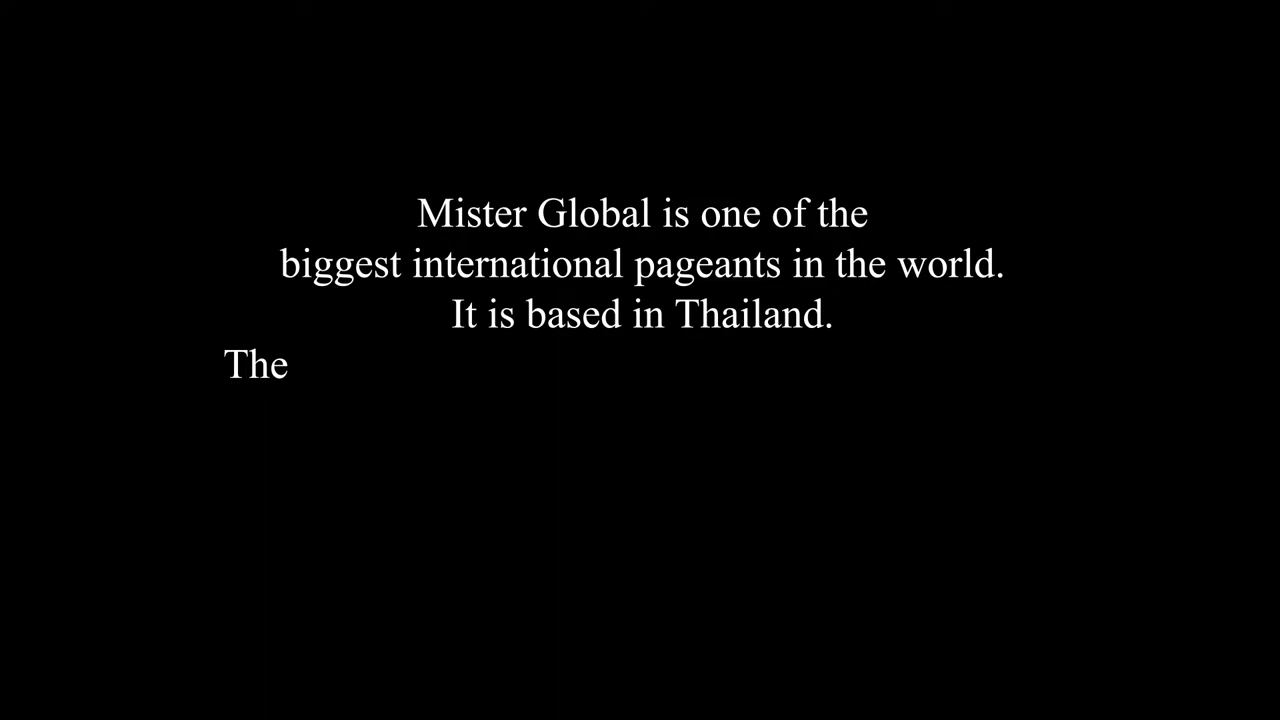 Mister Global is one of the
biggest international pageants in the world.
It is based in Thailand.
The